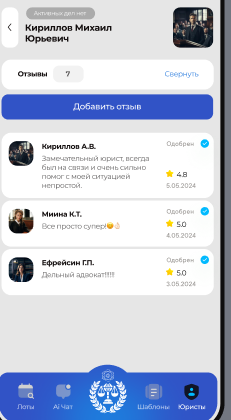 Активных дел нет
Кириллов Михаил
Юрьевич
Отзывы 7 Свернуть
Добавить отзыв
Кириллов А.В. Одобрен
Замечательный юрист, всегда
был на связи и очень сильно
помог с моей ситуацией
непростой.
4.8
5.05.2024
Миина К.Т. Одобрен
Все просто супер!😍👌🏻
5.0
4.05.2024
Ефрейсин Г.П. Одобрен
Дельный адвокат!!!!!!
5.0
3.05.2024
Лоты Ai Чат Шаблоны Юристы